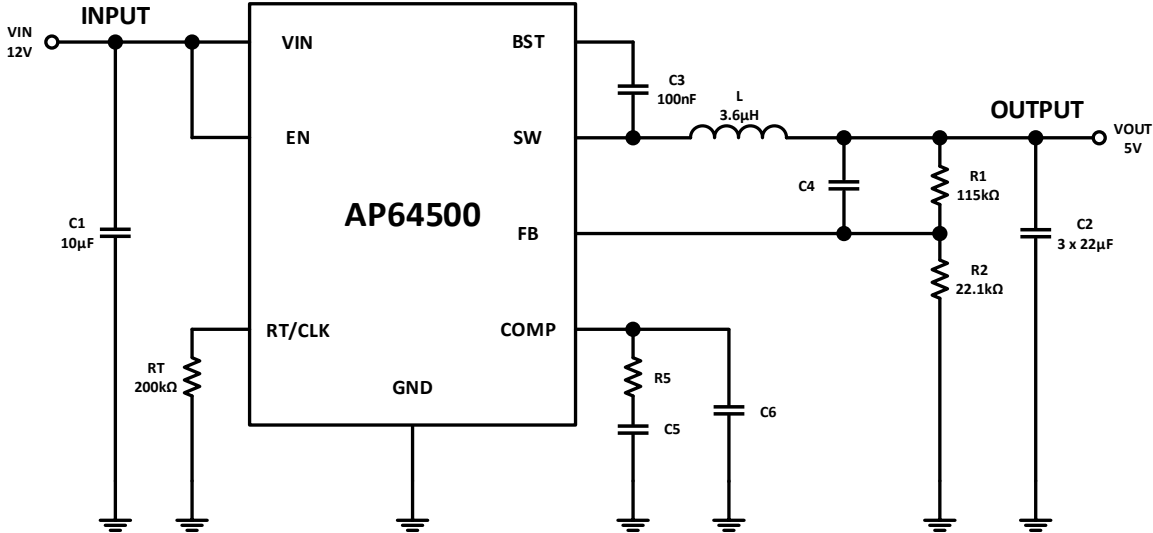 INPUT
VIN
12V
VIN
BST
C3
100nF
L
3.6µH
OUTPUT
VOUT
5V
EN
SW
C4
R1
115kΩ
AP64500
C1
10µF
FB
C2
3 x 22µF
R2
22.1kΩ
RT/CLK
COMP
RT
200kΩ
GND
R5
C5
C6